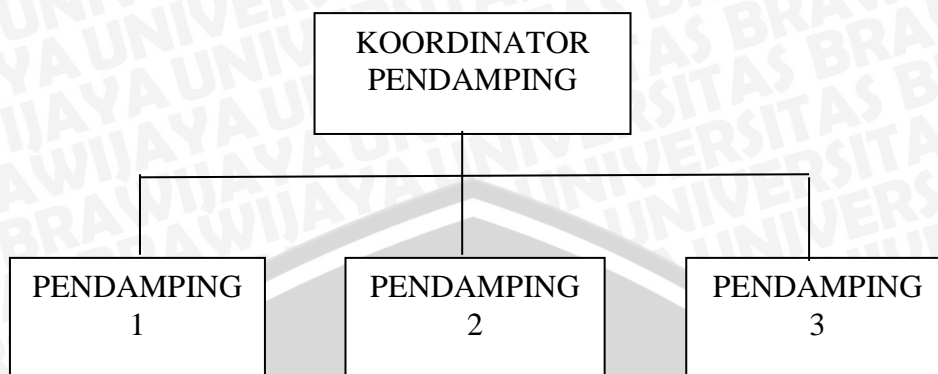 KOORDINATOR
PENDAMPING
PENDAMPING
1
PENDAMPING
2
PENDAMPING
3